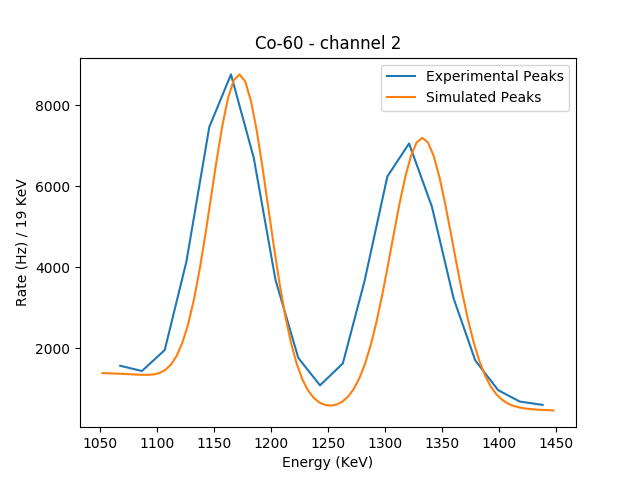 Co-60 - channel 2
Experimental Peaks
Simulated Peaks
Rate (Hz) / 19 KeV
8000
6000
4000
2000
1050 1100 1150 1200 1250 1300 1350 1400 1450
Energy (KeV)